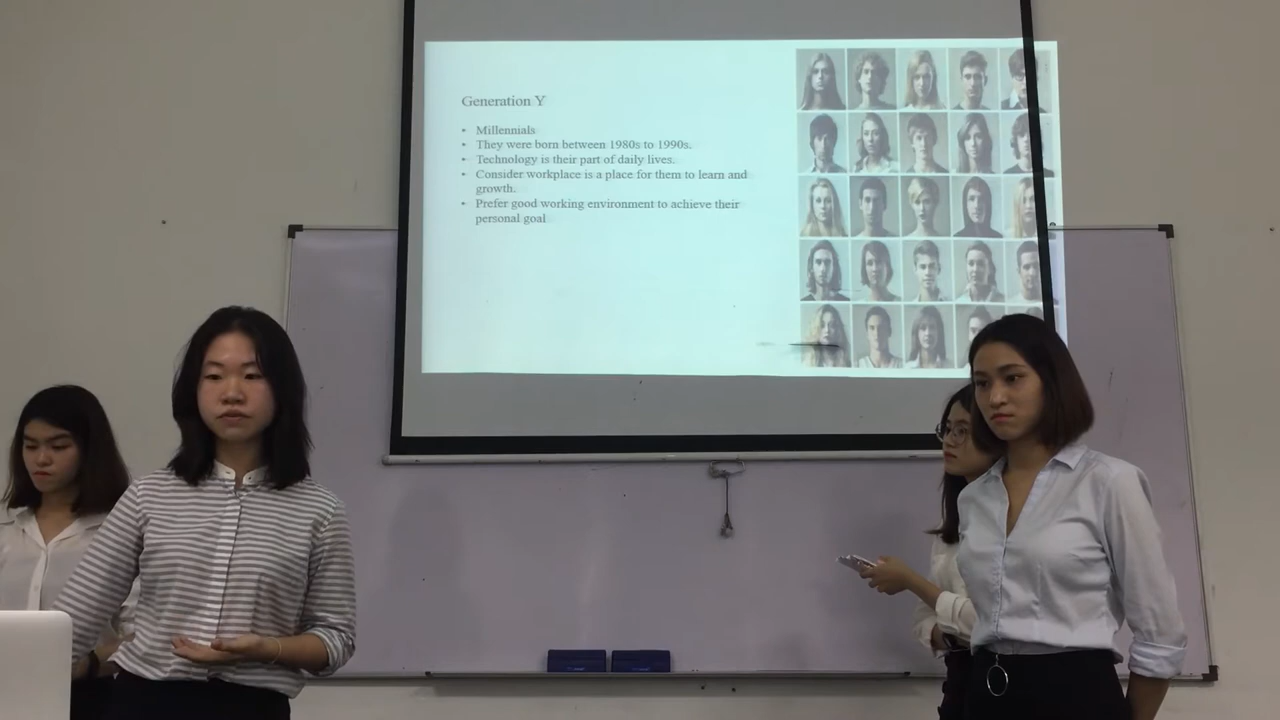 Generation Y
• Millennials
• They were born between 1980s to 1990s.
• Technology is their part of daily lives.
• Consider workplace is a place for them to learn and
growth.
• Prefer good working environment to achieve their
personal goal